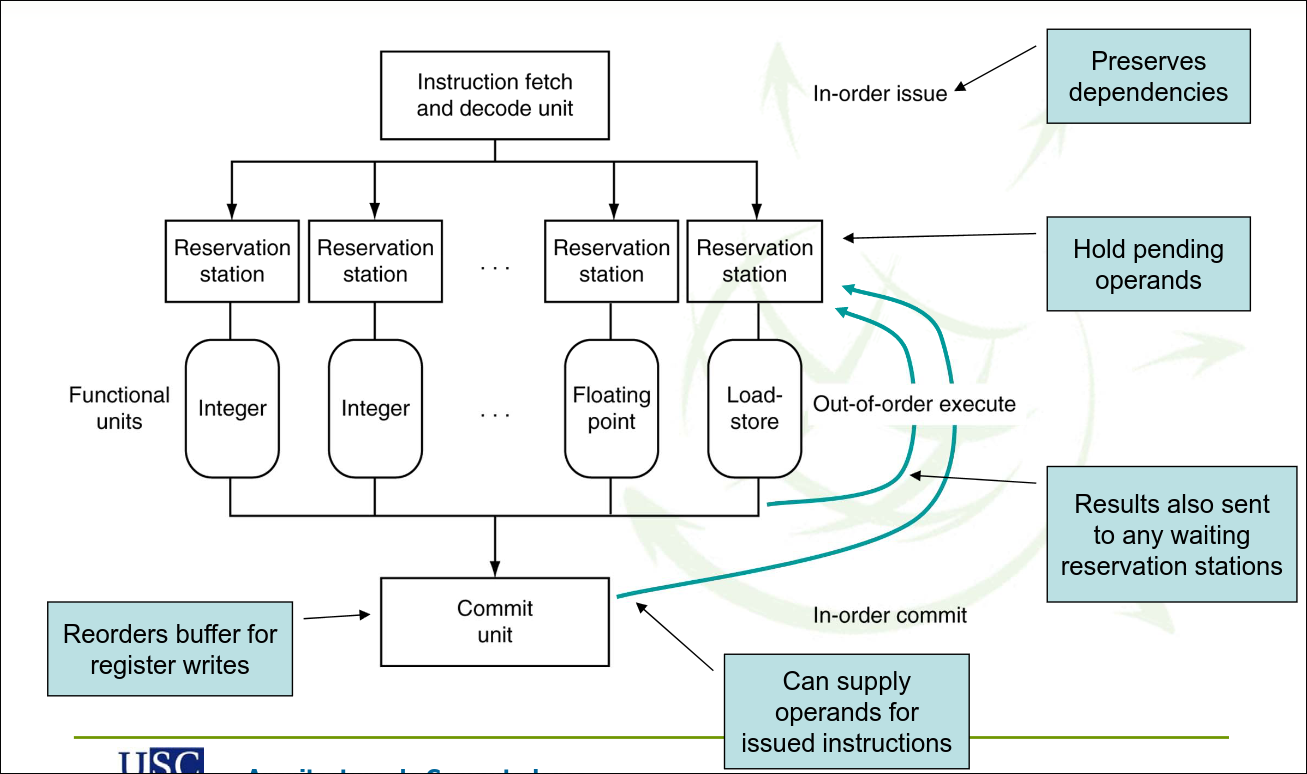 Instruction fetch
and decode unit
In-order issue
Preserves
dependencies
Reservation
station
Reservation
station
. . .
Reservation
station
Reservation
station
Hold pending
operands
Functional
units
Integer
Integer
. . .
Floating
point
Load-
store
Out-of-order execute
Results also sent
to any waiting
reservation stations
Commit
unit
In-order commit
Reorders buffer for
register writes
Can supply
operands for
issued instructions
USC